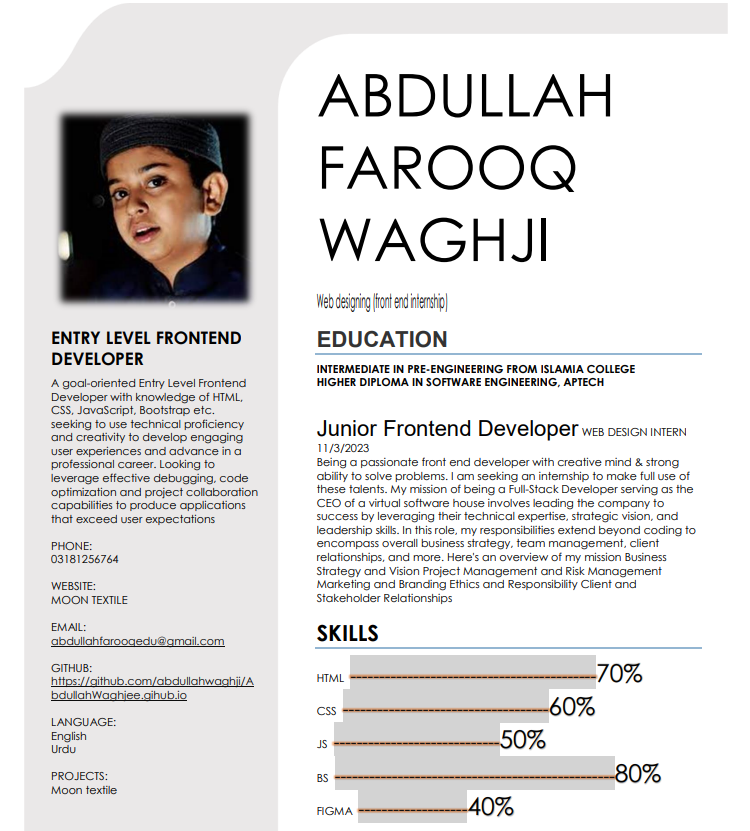 ABDULLAH
FAROOQ
WAGHJI
Web designing (front end internship)
ENTRY LEVEL FRONTEND
DEVELOPER
A goal-oriented Entry Level Frontend
Developer with knowledge of HTML,
CSS, JavaScript, Bootstrap etc.
seeking to use technical proficiency
and creativity to develop engaging
user experiences and advance in a
professional career. Looking to
leverage effective debugging, code
optimization and project collaboration
capabilities to produce applications
that exceed user expectations
PHONE:
03181256764
WEBSITE:
MOON TEXTILE
EMAIL:
abdullahfarooqedu@gmail.com
GITHUB:
https://github.com/abdullahwaghji/A
bdullahWaghjee.gihub.io
LANGUAGE:
English
Urdu
PROJECTS:
Moon textile
EDUCATION
INTERMEDIATE IN PRE-ENGINEERING FROM ISLAMIA COLLEGE
HIGHER DIPLOMA IN SOFTWARE ENGINEERING, APTECH
Junior Frontend Developer WEB DESIGN INTERN
11/3/2023
Being a passionate front end developer with creative mind & strong
ability to solve problems. I am seeking an internship to make full use of
these talents. My mission of being a Full-Stack Developer serving as the
CEO of a virtual software house involves leading the company to
success by leveraging their technical expertise, strategic vision, and
leadership skills. In this role, my responsibilities extend beyond coding to
encompass overall business strategy, team management, client
relationships, and more. Here's an overview of my mission Business
Strategy and Vision Project Management and Risk Management
Marketing and Branding Ethics and Responsibility Client and
Stakeholder Relationships
SKILLS
HTML 70%
CSS 60%
JS 50%
BS 80%
FIGMA 40%